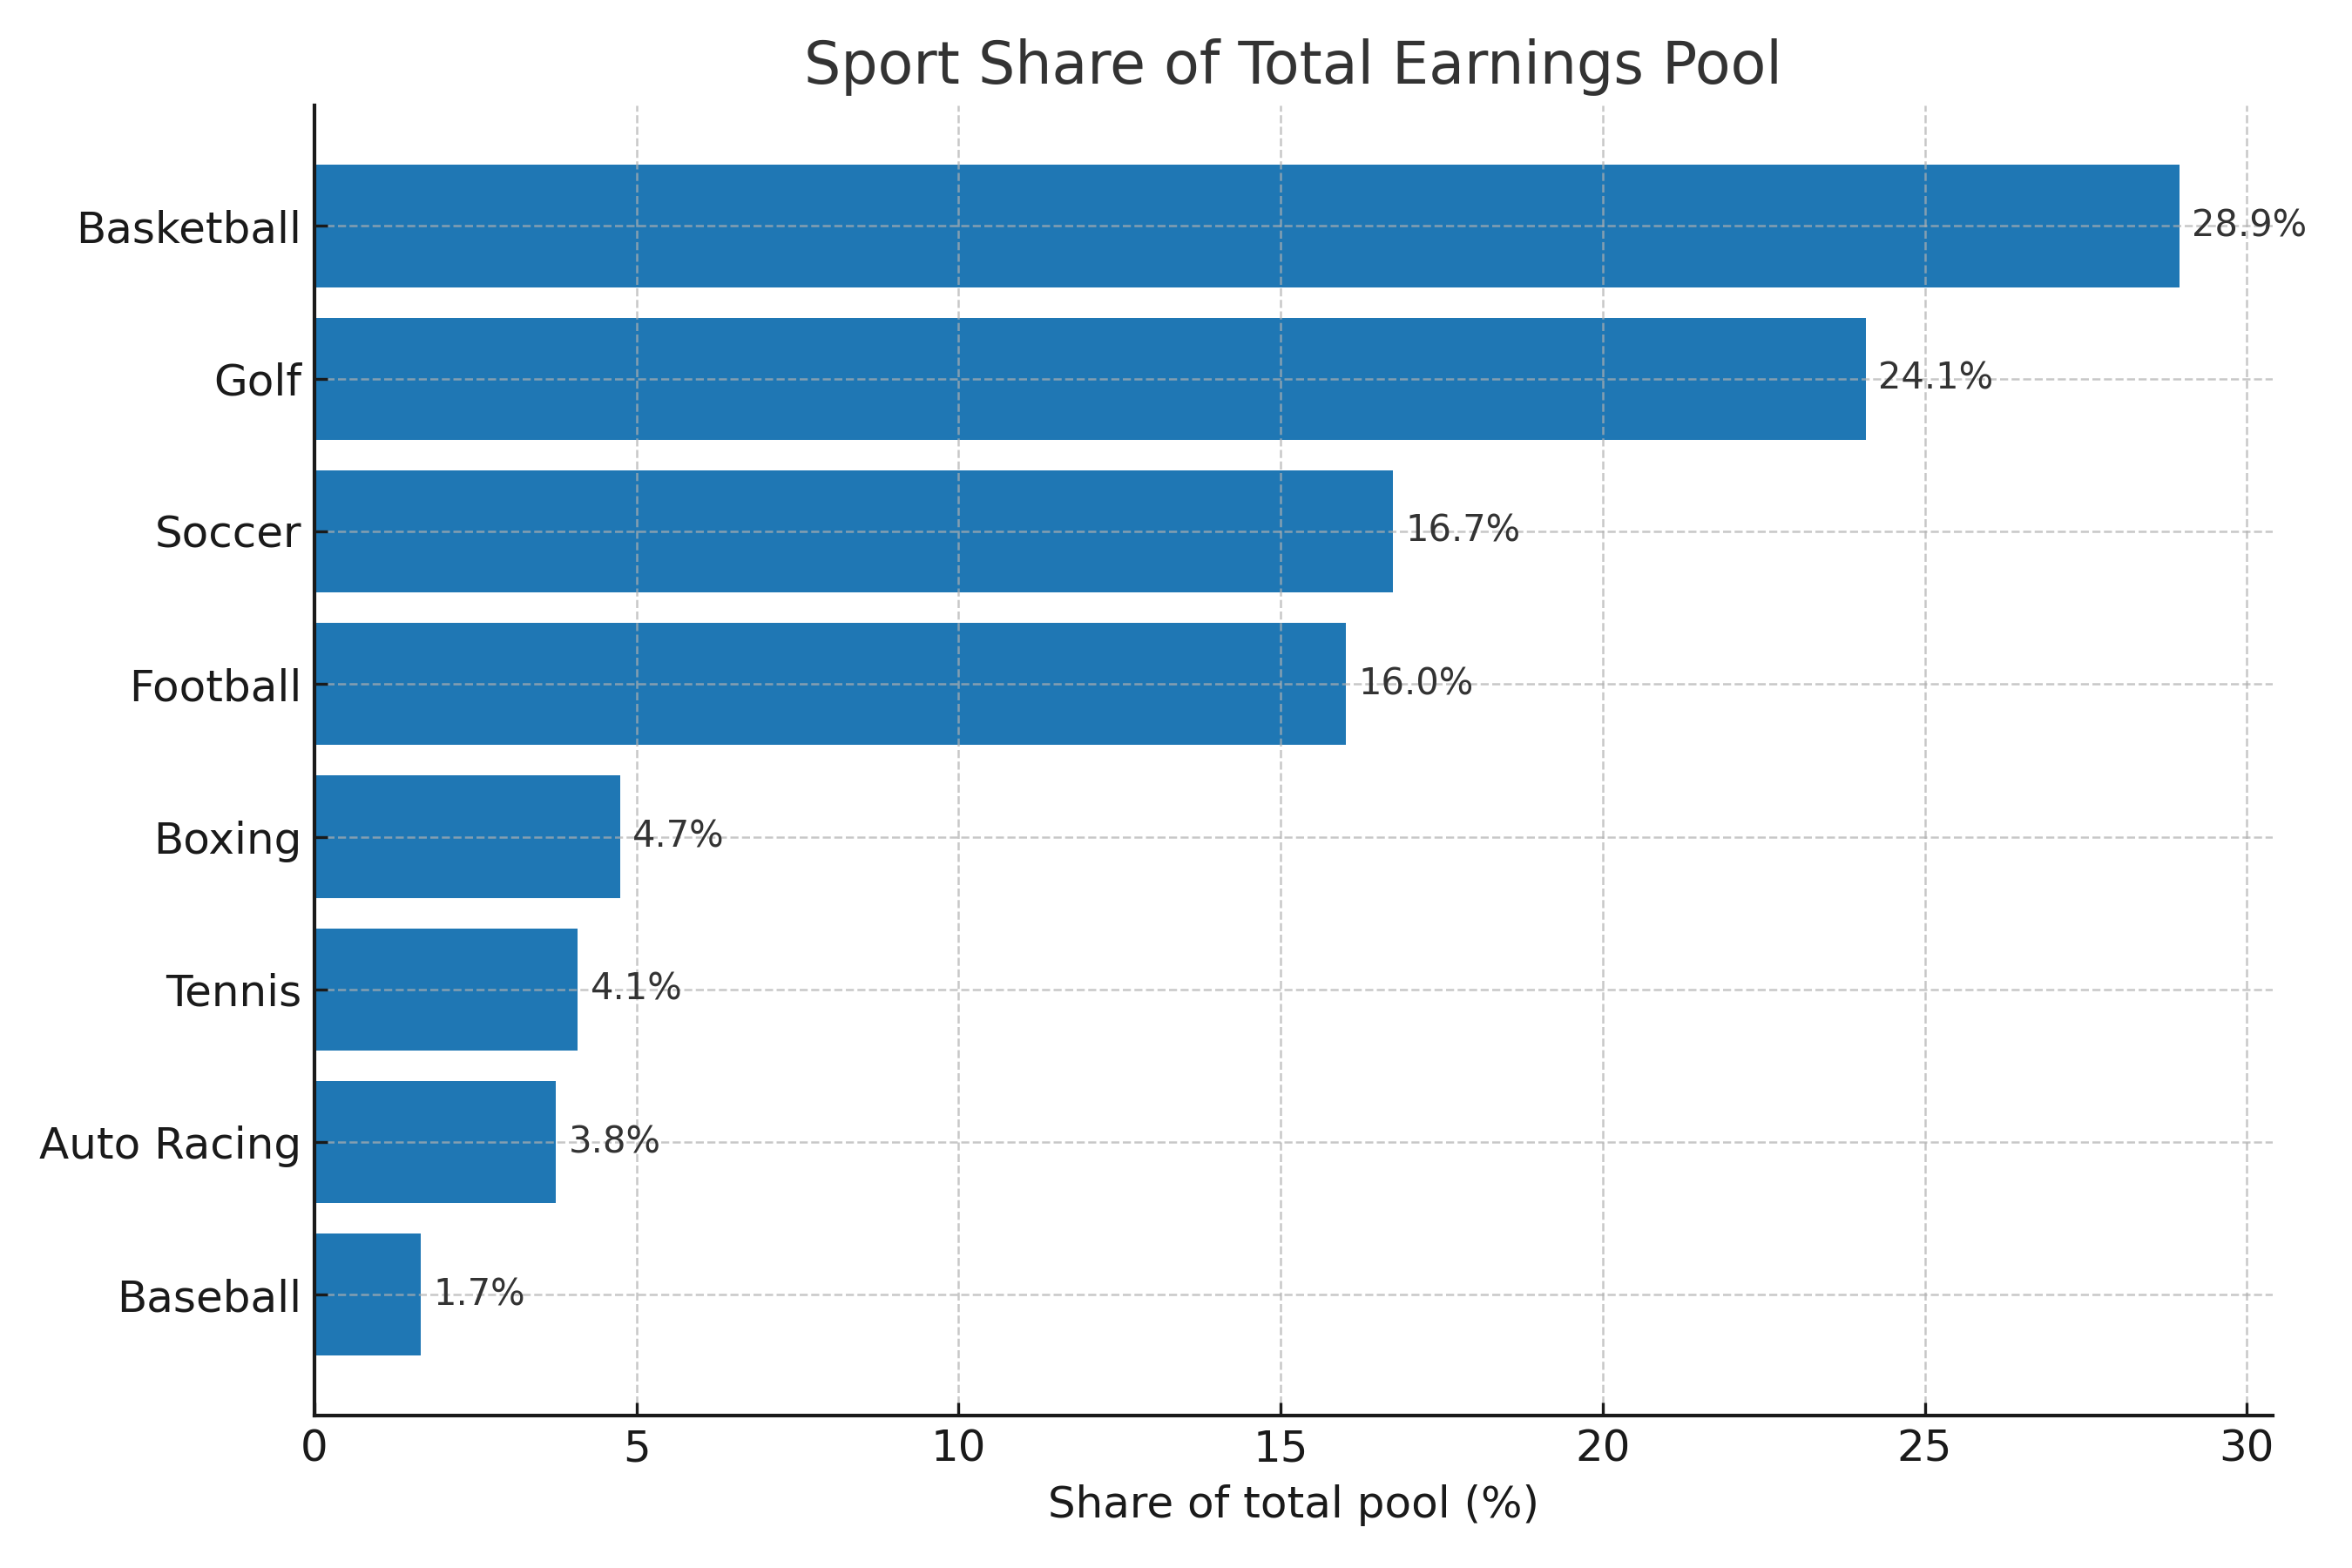 Sport Share of Total Earnings Pool
Basketball 28.9%
Golf 24.1%
Soccer 16.7%
Football 16.0%
Boxing 4.7%
Tennis 4.1%
Auto Racing 3.8%
Baseball 1.7%
0 5 10 15 20 25 30
Share of total pool (%)